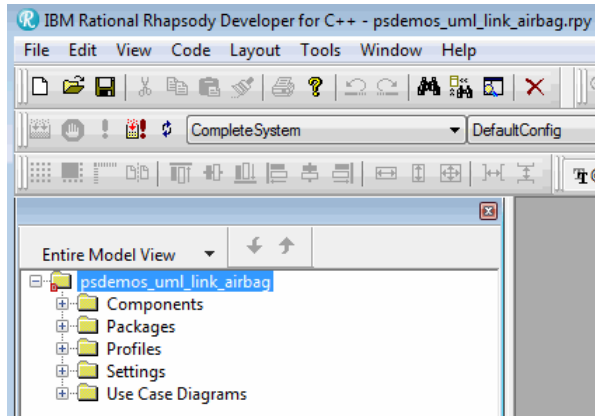 IBM Rational Rhapsody Developer for C++ - psdemos_uml_link_airbag.rpy
File Edit View Code Layout Tools Window Help
CompleteSystem DefaultConfig
Entire Model View
psdemos_uml_link_airbag
Components
Packages
Profiles
Settings
Use Case Diagrams